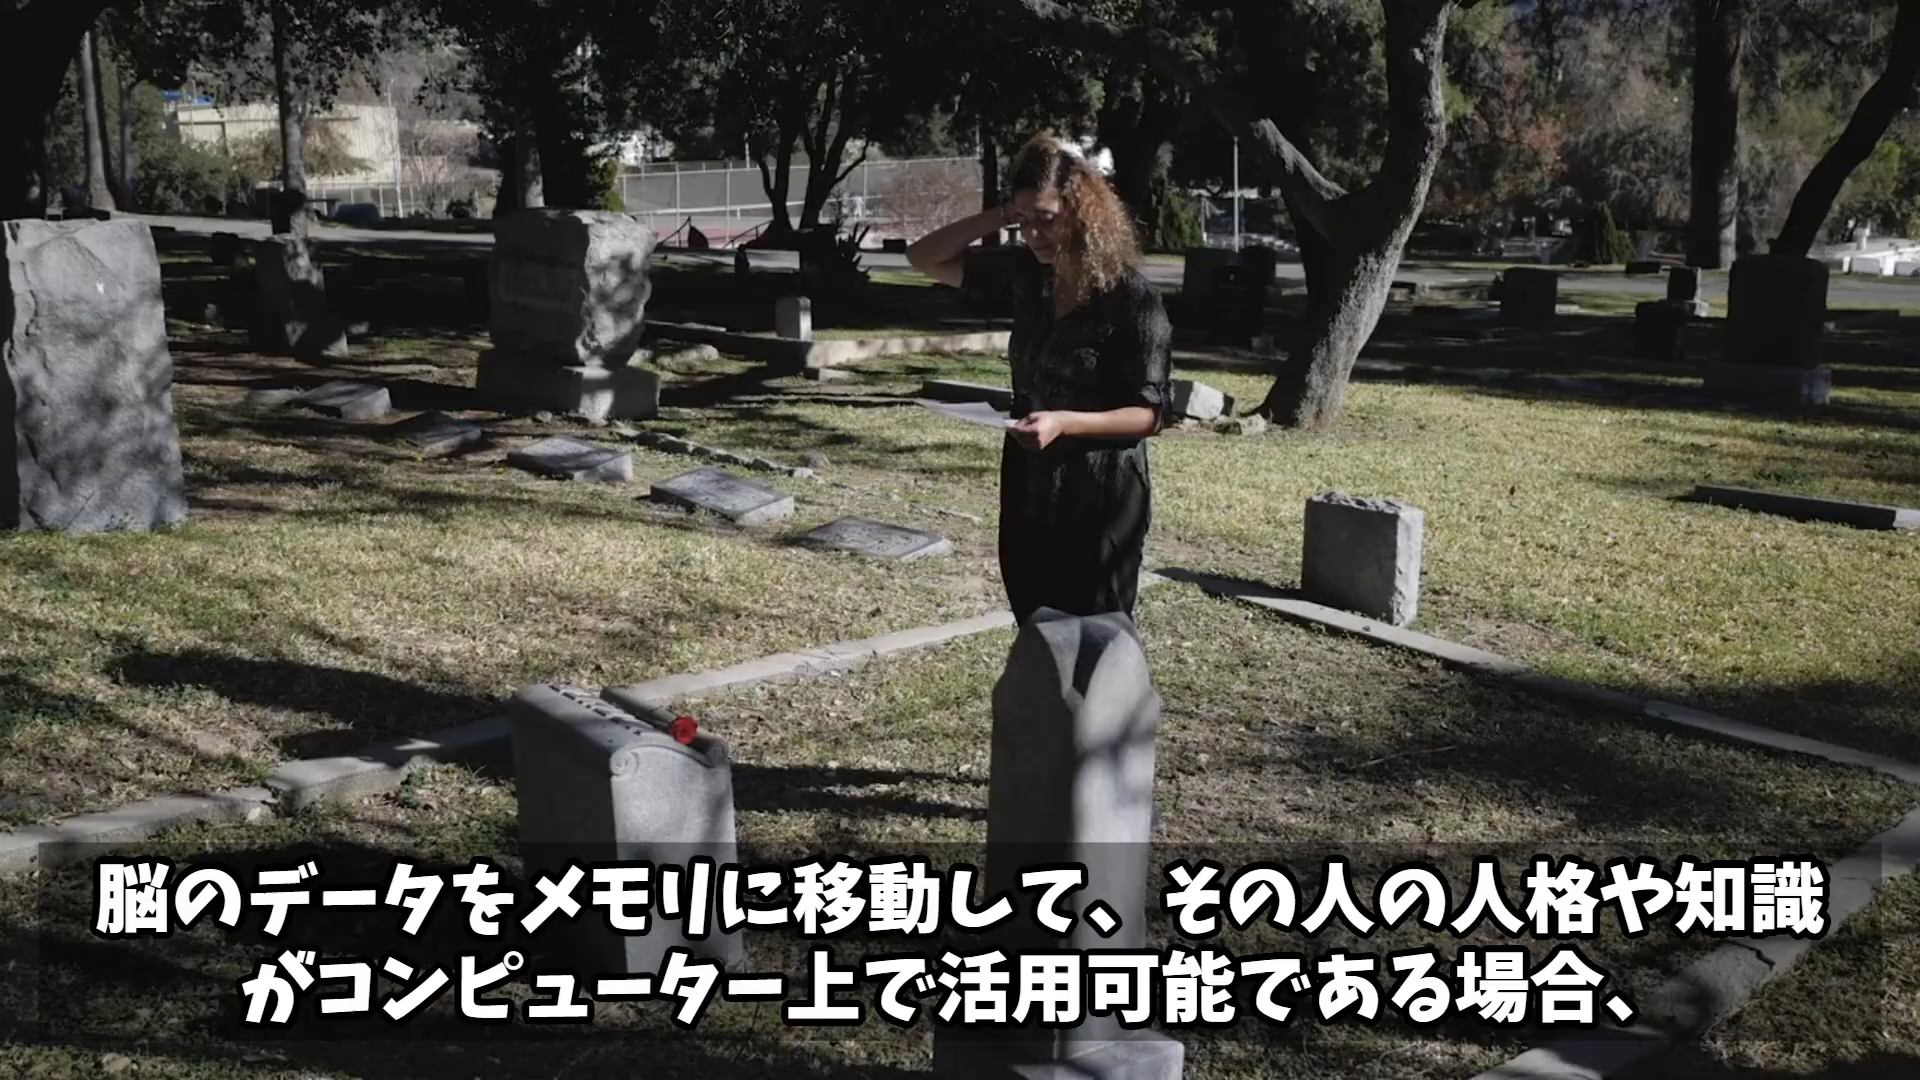 脳のデータをメモリに移動して、その人の人格や知識
がコンピューター上で活用可能である場合、